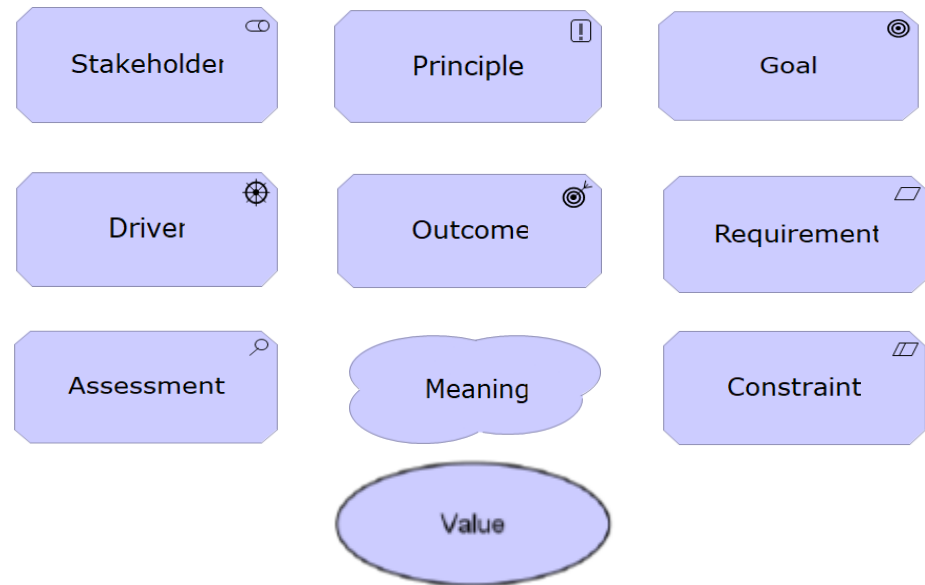 Stakeholder
Principle
Goal
Driver
Outcome
Requirement
Assessment
Meaning
Constraint
Value